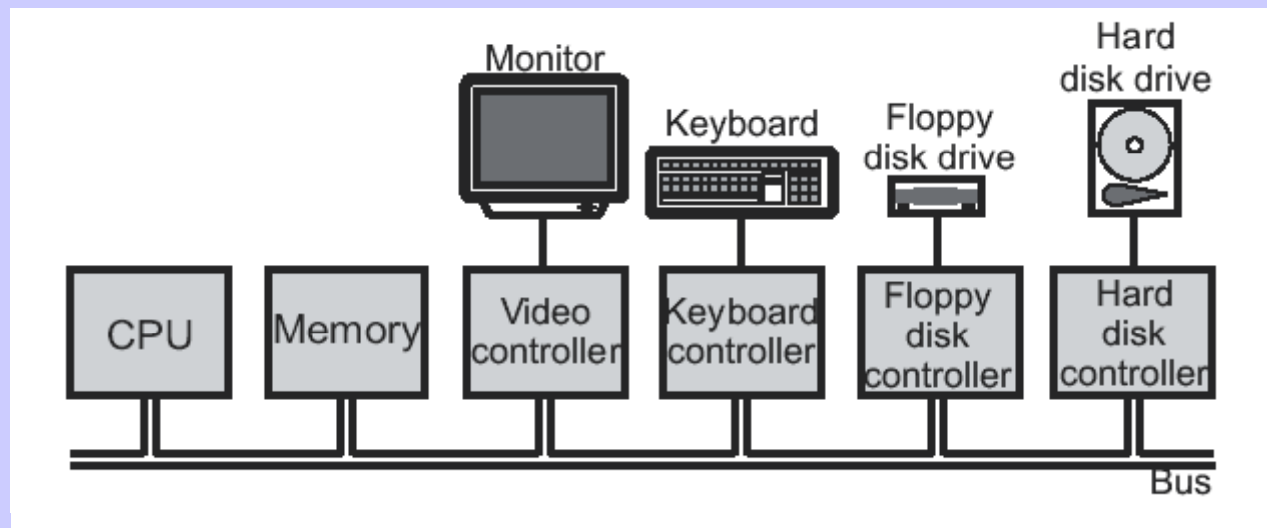 Monitor
Keyboard
Floppy
disk drive
Hard
disk drive
CPU
Memory
Video
controller
Keyboard
controller
Floppy
disk
controller
Hard
disk
controller
Bus